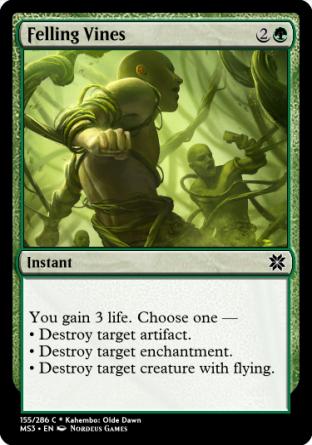 Felling Vines 2
Instant
You gain 3 life. Choose one —
• Destroy target artifact.
• Destroy target enchantment.
• Destroy target creature with flying.
155/286 C * Kahembo: Olde Dawn
MS3 • EN Nordeus Games